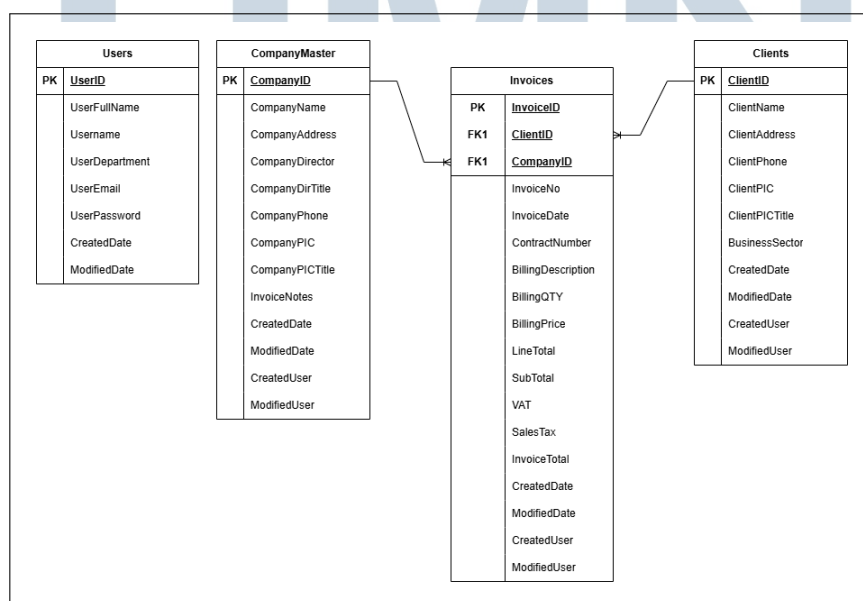 Users
PK UserID
UserFullName
Username
UserDepartment
UserEmail
UserPassword
CreatedDate
ModifiedDate
CompanyMaster
PK CompanyID
CompanyName
CompanyAddress
CompanyDirector
CompanyDirTitle
CompanyPhone
CompanyPIC
CompanyPICTitle
InvoiceNotes
CreatedDate
ModifiedDate
CreatedUser
ModifiedUser
Invoices
PK InvoiceID
FK1 ClientID
FK1 CompanyID
InvoiceNo
InvoiceDate
ContractNumber
BillingDescription
BillingQTY
BillingPrice
LineTotal
SubTotal
VAT
SalesTax
InvoiceTotal
CreatedDate
ModifiedDate
CreatedUser
ModifiedUser
Clients
PK ClientID
ClientName
ClientAddress
ClientPhone
ClientPIC
ClientPICTitle
BusinessSector
CreatedDate
ModifiedDate
CreatedUser
ModifiedUser